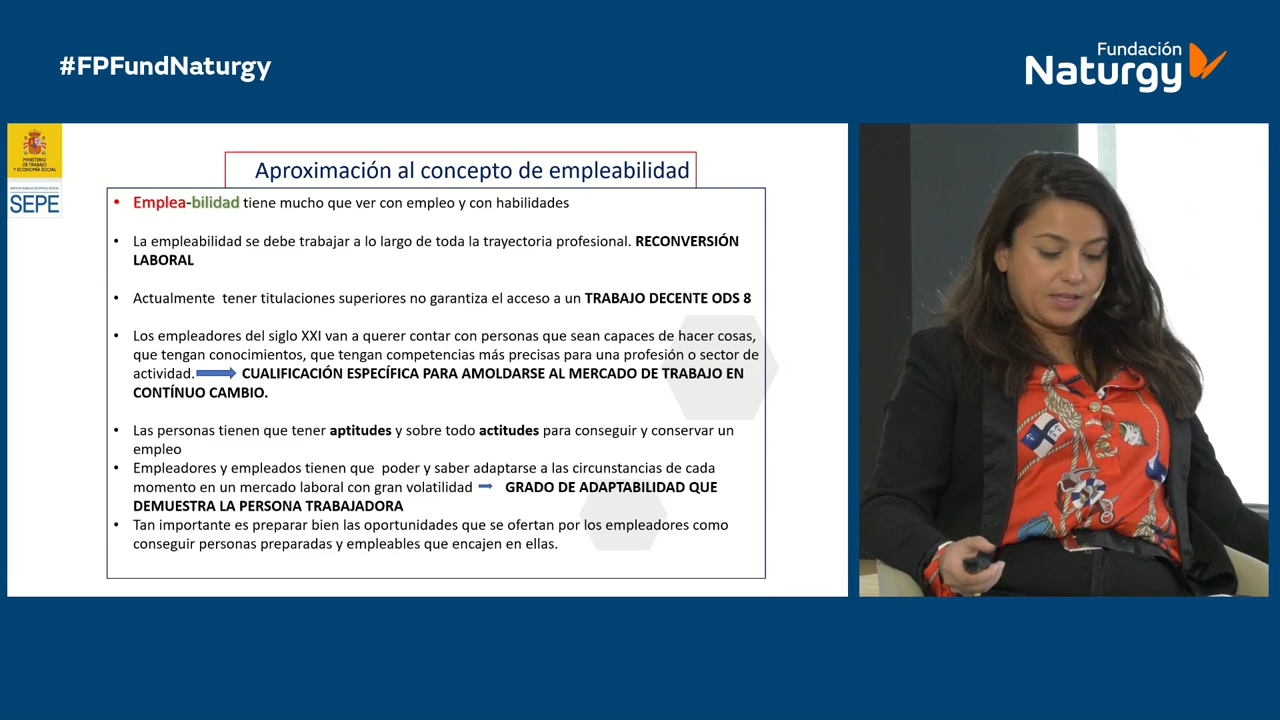 #FPFundNaturgy
Fundación
Naturgy
MINISTERIO
DE TRABAJO
Y ECONOMÍA SOCIAL
SEPE
Aproximación al concepto de empleabilidad
• Emplea-bilidad tiene mucho que ver con empleo y con habilidades
• La empleabilidad se debe trabajar a lo largo de toda la trayectoria profesional. RECONVERSIÓN
LABORAL
• Actualmente tener titulaciones superiores no garantiza el acceso a un TRABAJO DECENTE ODS 8
• Los empleadores del siglo XXI van a querer contar con personas que sean capaces de hacer cosas,
que tengan conocimientos, que tengan competencias más precisas para una profesión o sector de
actividad. CUALIFICACIÓN ESPECÍFICA PARA AMOLDARSE AL MERCADO DE TRABAJO EN
CONTÍNUO CAMBIO.
• Las personas tienen que tener aptitudes y sobre todo actitudes para conseguir y conservar un
empleo
• Empleadores y empleados tienen que poder y saber adaptarse a las circunstancias de cada
momento en un mercado laboral con gran volatilidad GRADO DE ADAPTABILIDAD QUE
DEMUESTRA LA PERSONA TRABAJADORA
• Tan importante es preparar bien las oportunidades que se ofertan por los empleadores como
conseguir personas preparadas y empleables que encajen en ellas.